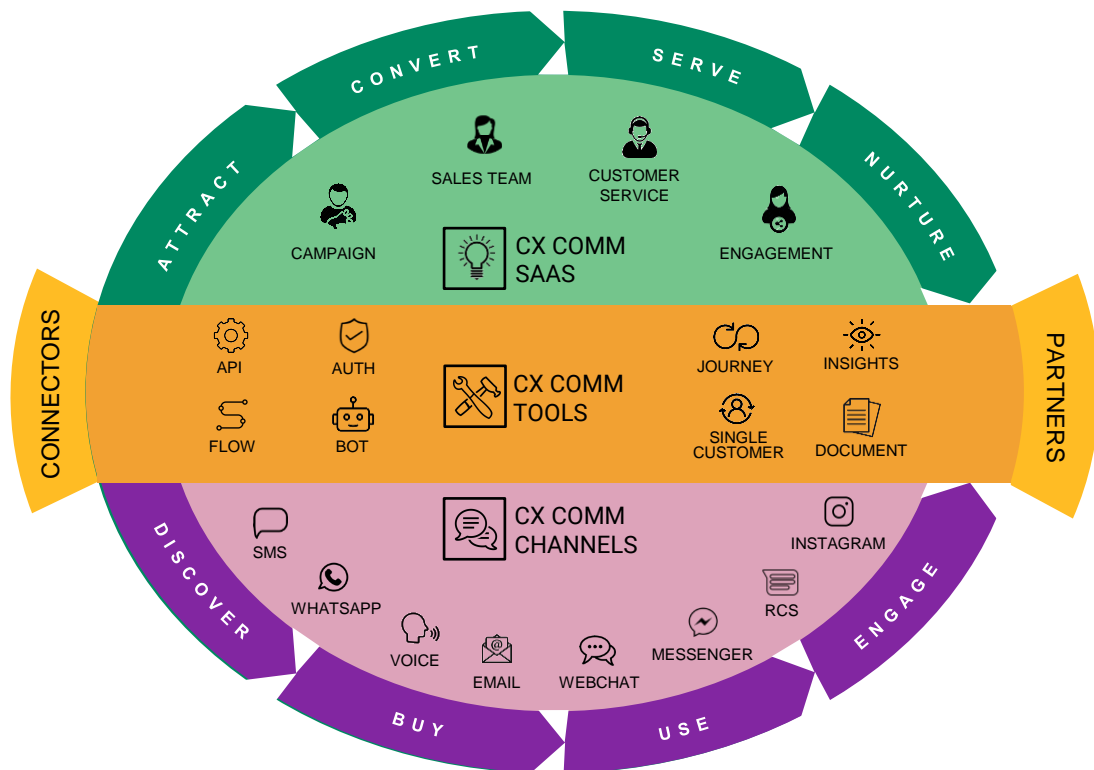 CONVERT
SERVE
ATTRACT
NURTURE
SALES TEAM
CUSTOMER
SERVICE
CAMPAIGN
ENGAGEMENT
CX COMM
SAAS
CONNECTORS
PARTNERS
API
AUTH
JOURNEY
INSIGHTS
CX COMM
TOOLS
FLOW
BOT
SINGLE
CUSTOMER
DOCUMENT
CX COMM
CHANNELS
SMS
WHATSAPP
VOICE
EMAIL
@
WEBCHAT
MESSENGER
RCS
INSTAGRAM
DISCOVER
BUY
USE
ENGAGE